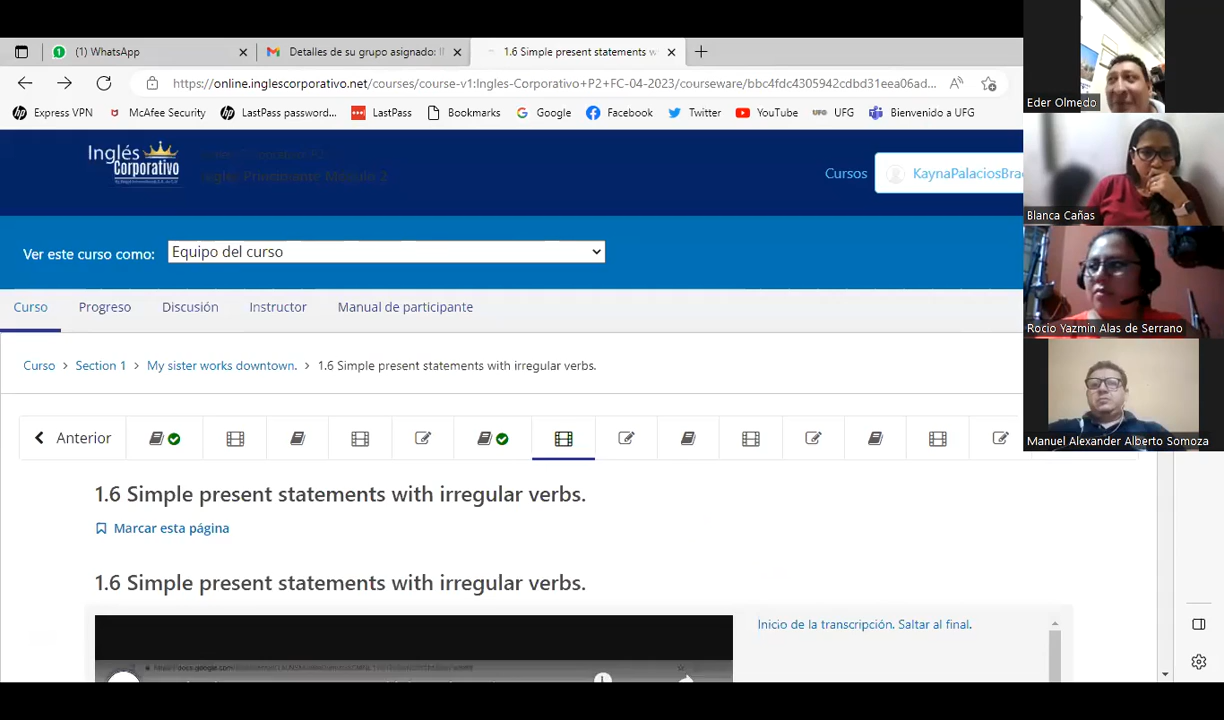 (1) WhatsApp
Detalles de su grupo asignado: I
1.6 Simple present statements w
https://online.inglescorporativo.net/courses/course-v1:Ingles-Corporativo+P2+FC-04-2023/courseware/bbc4fdc4305942cdbd31eea06ad...
Express VPN
McAfee Security
LastPass password...
LastPass
Bookmarks
Google
Facebook
Twitter
YouTube
UFG
Bienvenido a UFG
Inglés
Corporativo
Inglés Principiante Módulo 2
Cursos
KaynaPalaciosBra
Ver este curso como:
Equipo del curso
Curso
Progreso
Discusión
Instructor
Manual de participante
Curso > Section 1 > My sister works downtown. > 1.6 Simple present statements with irregular verbs.
Anterior
1.6 Simple present statements with irregular verbs.
Marcar esta página
1.6 Simple present statements with irregular verbs.
Inicio de la transcripción. Saltar al final.
Eder Olmedo
Blanca Cañas
Rocio Yazmin Alas de Serrano
Manuel Alexander Alberto Somoza